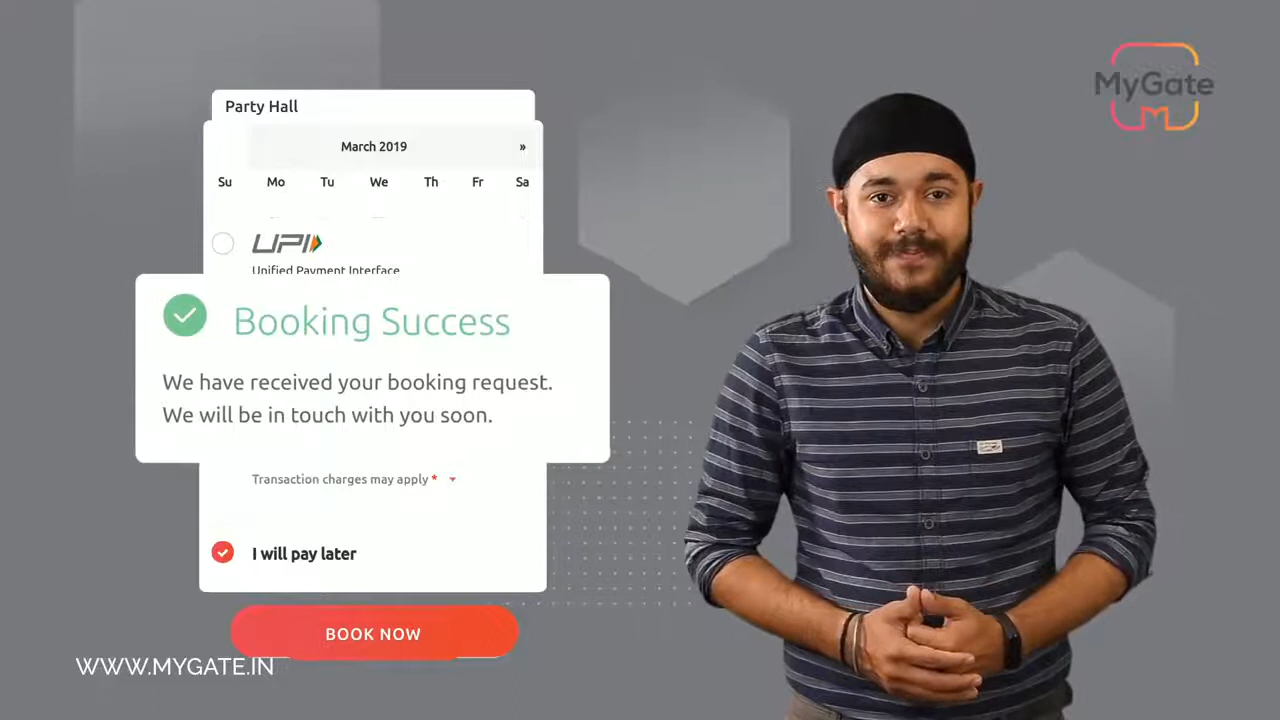 Party Hall
March 2019 »
Su Mo Tu We Th Fr Sa
UPI
Unified Payment Interface
Booking Success
We have received your booking request.
We will be in touch with you soon.
Transaction charges may apply *
I will pay later
BOOK NOW
WWW.MYGATE.IN
MyGate